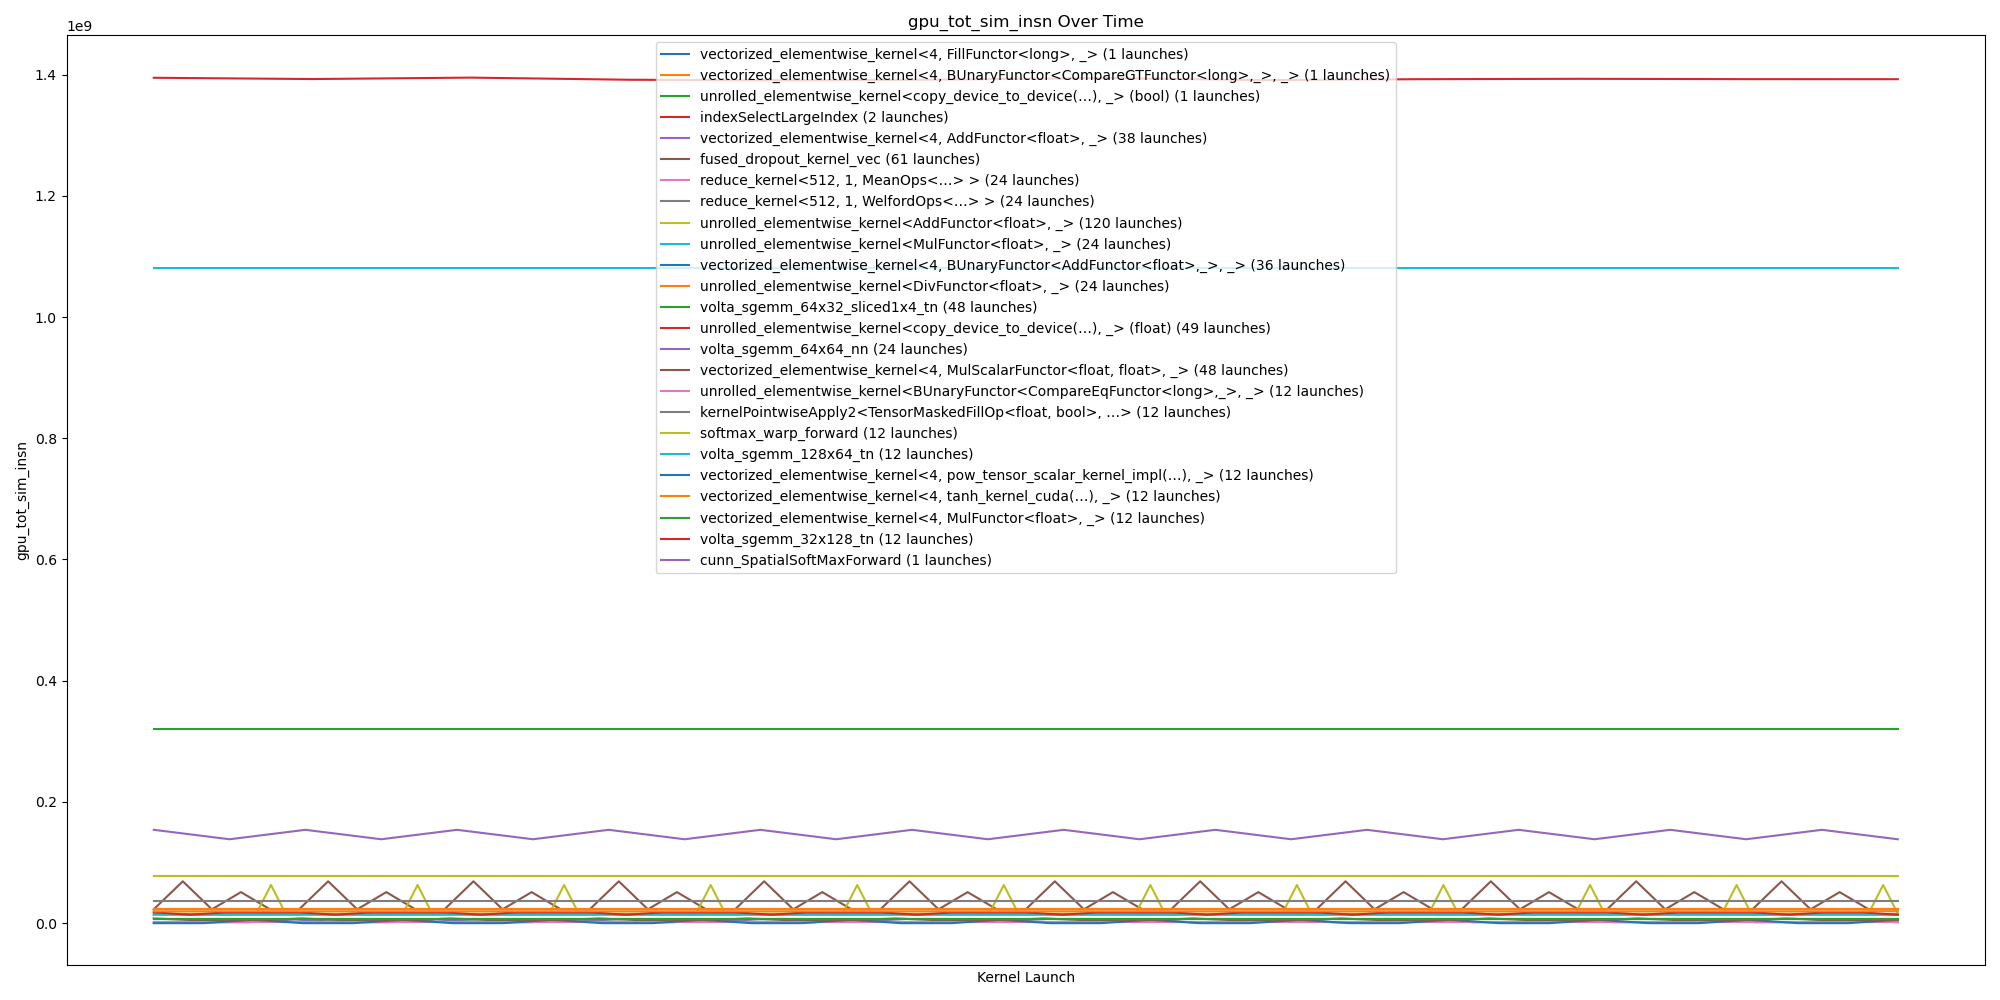 gpu_tot_sim_insn Over Time
1e9
1.4
1.2
1.0
0.8
0.6
0.4
0.2
0.0
gpu_tot_sim_insn
vectorized_elementwise_kernel<4, FillFunctor<long>, _> (1 launches)
vectorized_elementwise_kernel<4, BUnaryFunctor<CompareGTFunctor<long>,_>, _> (1 launches)
unrolled_elementwise_kernel<copy_device_to_device(...), _> (bool) (1 launches)
indexSelectLargeIndex (2 launches)
vectorized_elementwise_kernel<4, AddFunctor<float>, _> (38 launches)
fused_dropout_kernel_vec (61 launches)
reduce_kernel<512, 1, MeanOps<...> > (24 launches)
reduce_kernel<512, 1, WelfordOps<...> > (24 launches)
unrolled_elementwise_kernel<AddFunctor<float>, _> (120 launches)
unrolled_elementwise_kernel<MulFunctor<float>, _> (24 launches)
vectorized_elementwise_kernel<4, BUnaryFunctor<AddFunctor<float>,_>, _> (36 launches)
unrolled_elementwise_kernel<DivFunctor<float>, _> (24 launches)
volta_sgemm_64x32_sliced1x4_tn (48 launches)
unrolled_elementwise_kernel<copy_device_to_device(...), _> (float) (49 launches)
volta_sgemm_64x64_nn (24 launches)
vectorized_elementwise_kernel<4, MulScalarFunctor<float, float>, _> (48 launches)
unrolled_elementwise_kernel<BUnaryFunctor<CompareEqFunctor<long>,_>, _> (12 launches)
kernelPointwiseApply2<TensorMaskedFillOp<float, bool>, ...> (12 launches)
softmax_warp_forward (12 launches)
volta_sgemm_128x64_tn (12 launches)
vectorized_elementwise_kernel<4, pow_tensor_scalar_kernel_impl(...), _> (12 launches)
vectorized_elementwise_kernel<4, tanh_kernel_cuda(...), _> (12 launches)
vectorized_elementwise_kernel<4, MulFunctor<float>, _> (12 launches)
volta_sgemm_32x128_tn (12 launches)
cunn_SpatialSoftMaxForward (1 launches)
Kernel Launch